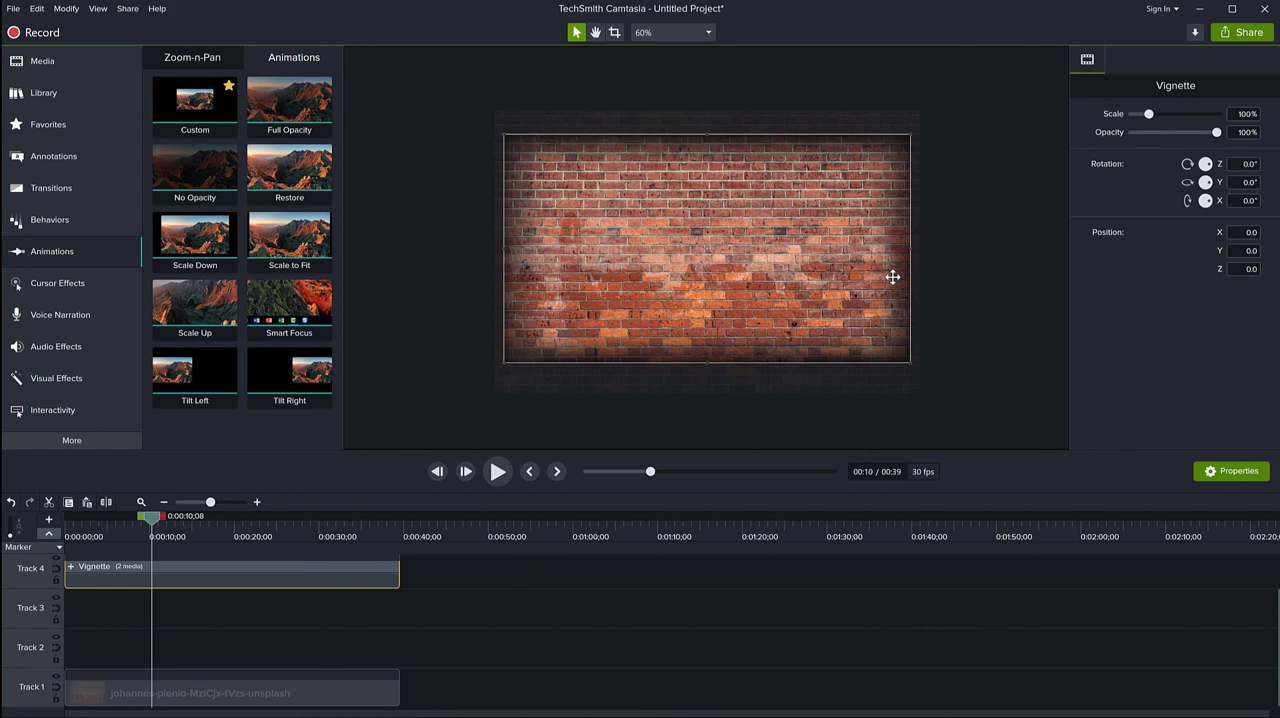 File Edit Modify View Share Help
TechSmith Camtasia - Untitled Project*
Sign In
Record
60%
Share
Media
Library
Favorites
Annotations
Transitions
Behaviors
Animations
Cursor Effects
Voice Narration
Audio Effects
Visual Effects
Interactivity
More
Zoom-n-Pan Animations
Custom Full Opacity
No Opacity Restore
Scale Down Scale to Fit
Scale Up Smart Focus
Tilt Left Tilt Right
Vignette
Scale 100%
Opacity 100%
Rotation: Z 0.0°
Y 0.0°
X 0.0°
Position: X 0.0
Y 0.0
Z 0.0
00:10 / 00:39 30 fps
Properties
0:00:10;08
0:00:00;00 0:00:10;00 0:00:20;00 0:00:30;00 0:00:40;00 0:00:50;00 0:01:00;00 0:01:10;00 0:01:20;00 0:01:30;00 0:01:40;00 0:01:50;00 0:02:00;00 0:02:10;00 0:02:20;
Marker
Track 4
+ Vignette (2 media)
Track 3
Track 2
Track 1
johannes-plenio-MziCjx-fVzs-unsplash